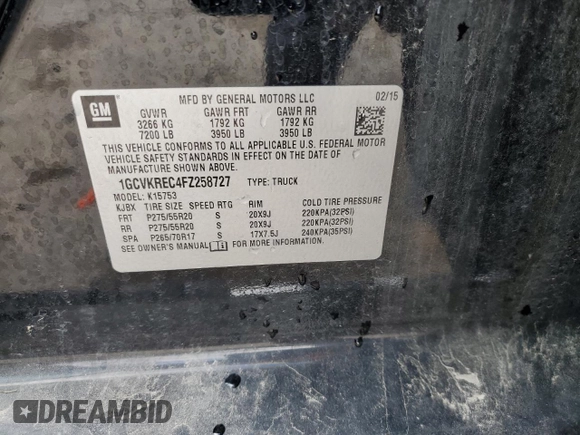 GM
MFD BY GENERAL MOTORS LLC 02/15
GVWR GAWR FRT GAWR RR
3266 KG 1792 KG 1792 KG
7200 LB 3950 LB 3950 LB
THIS VEHICLE CONFORMS TO ALL APPLICABLE U.S. FEDERAL MOTOR
VEHICLE SAFETY STANDARDS IN EFFECT ON THE DATE OF
MANUFACTURE SHOWN ABOVE.
1GCVKREC4FZ258727 TYPE: TRUCK
MODEL: K15753
KJBX TIRE SIZE SPEED RTG RIM COLD TIRE PRESSURE
FRT P275/55R20 S 20X9J 220KPA(32PSI)
RR P275/55R20 S 20X9J 220KPA(32PSI)
SPA P265/70R17 S 17X7.5J 240KPA(35PSI)
SEE OWNER'S MANUAL FOR MORE INFORMATION.
DREAMBID